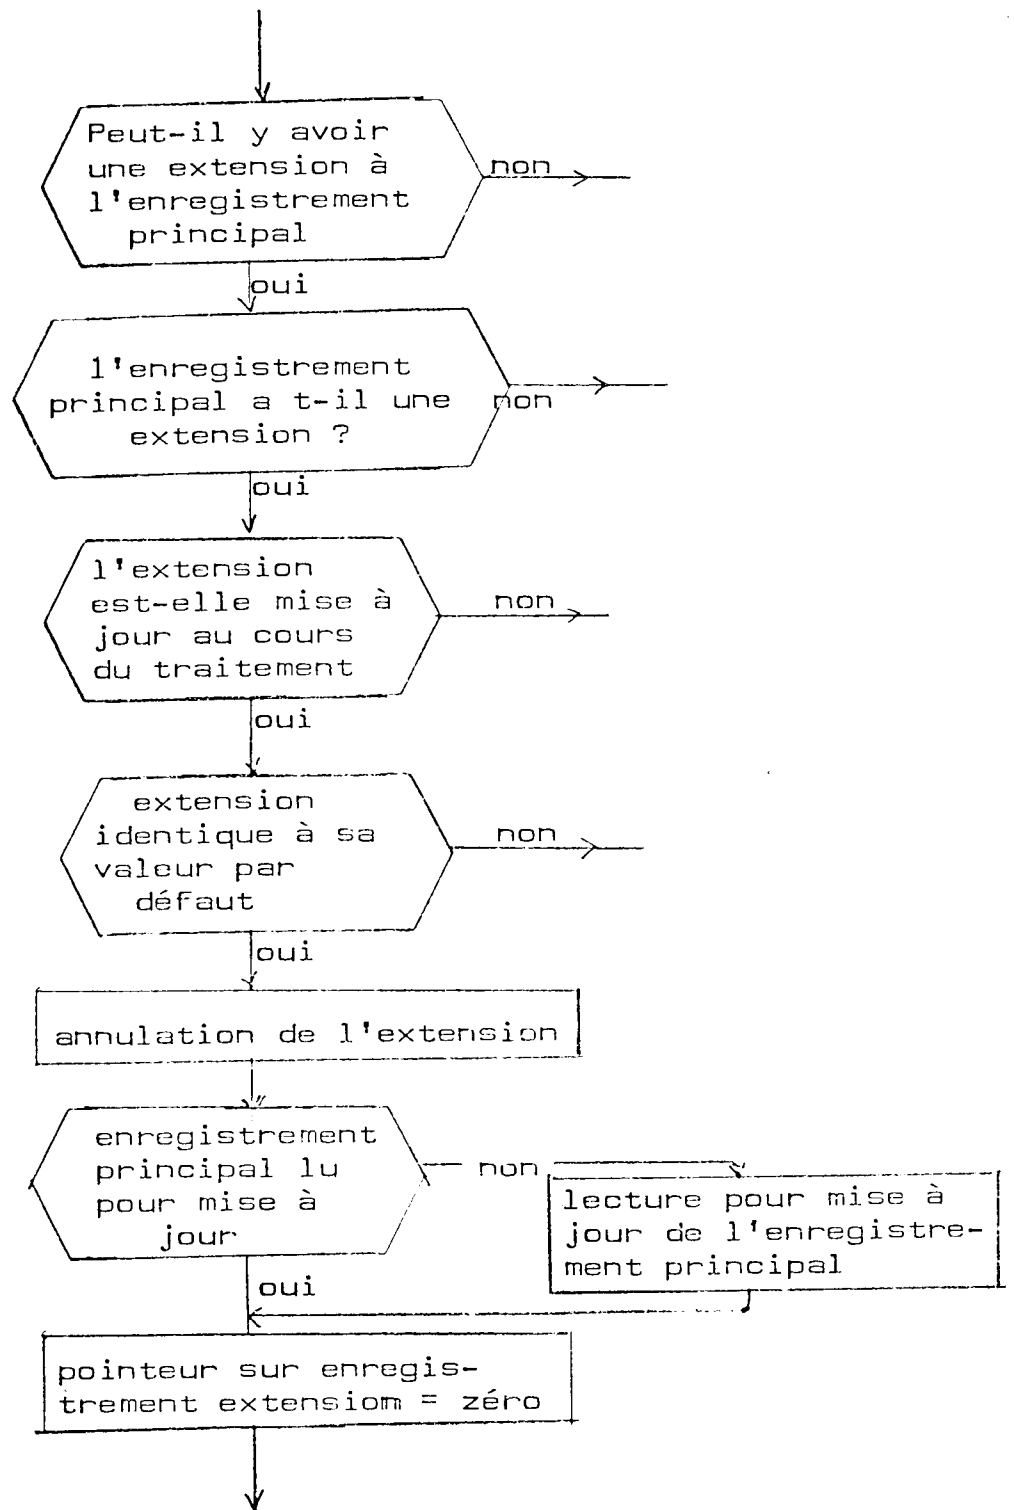 Peut-il y avoir
une extension à
l'enregistrement
principal
non
oui
l'enregistrement
principal a t-il une
extension ?
non
oui
l'extension
est-elle mise à
jour au cours
du traitement
non
oui
extension
identique à sa
valeur par
défaut
non
oui
annulation de l'extension
enregistrement
principal lu
pour mise à
jour
non
lecture pour mise à
jour de l'enregistre-
ment principal
oui
pointeur sur enregis-
trement extensiom = zéro